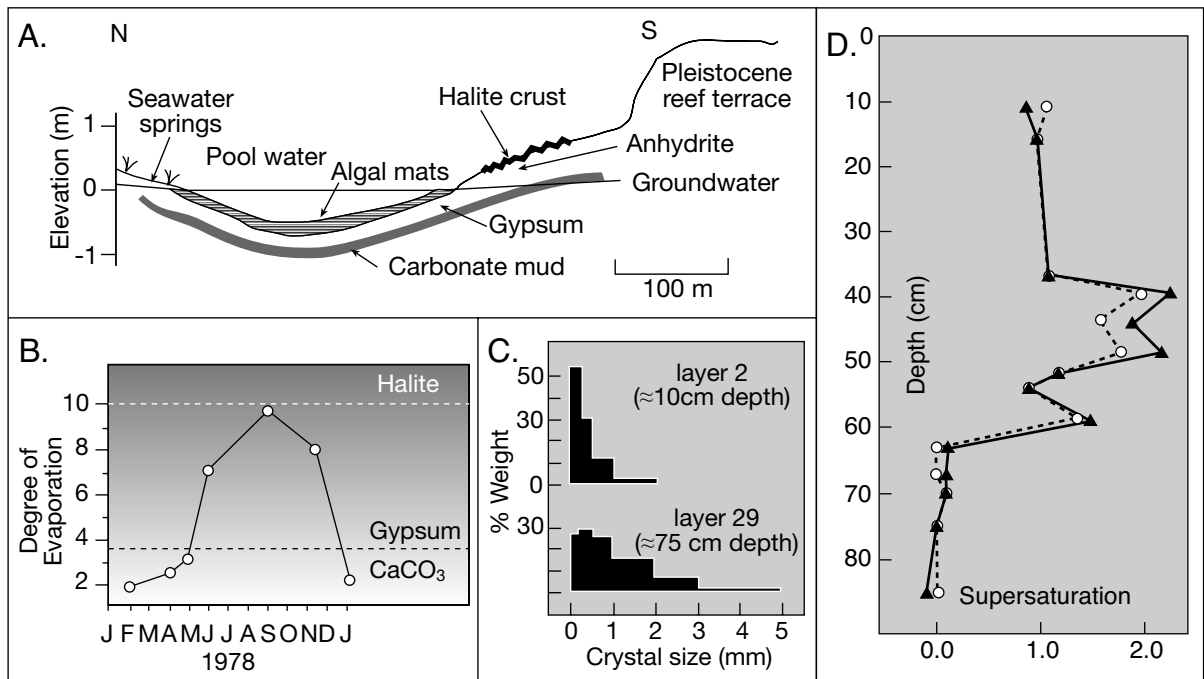 A.
N
S
Seawater
springs
Pool water
Algal mats
Halite crust
Pleistocene
reef terrace
Anhydrite
Groundwater
Gypsum
Carbonate mud
Elevation (m)
1
0
-1
100 m
B.
Halite
Gypsum
CaCO₃
Degree of
Evaporation
10
8
6
4
2
J F M A M J J A S O N D J
1978
C.
layer 2
(≈10cm depth)
layer 29
(≈75 cm depth)
% Weight
50
30
0
30
0 1 2 3 4 5
Crystal size (mm)
D.
0
10
20
30
40
50
60
70
80
Depth (cm)
Supersaturation
0.0 1.0 2.0